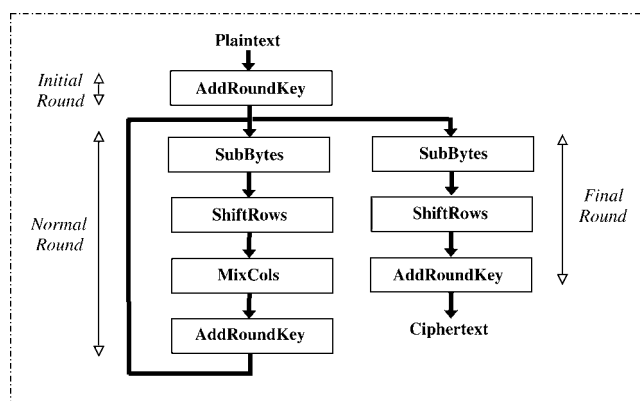 Plaintext
Initial
Round
AddRoundKey
SubBytes
ShiftRows
MixCols
AddRoundKey
Normal
Round
SubBytes
ShiftRows
AddRoundKey
Ciphertext
Final
Round